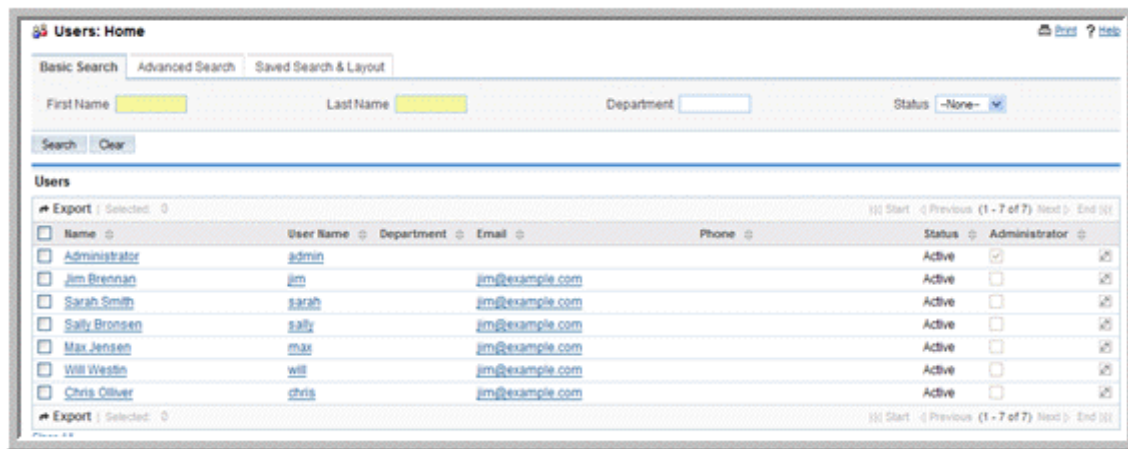 Users: Home Print ? Help
Basic Search Advanced Search Saved Search & Layout
First Name Last Name Department Status --None--
Search Clear
Users
Export | Selected: 0 Start Previous (1 - 7 of 7) Next End
Name User Name Department Email Phone Status Administrator
Administrator admin Active
Jim Brennan jim jim@example.com Active
Sarah Smith sarah jim@example.com Active
Sally Bronsen sally jim@example.com Active
Max Jensen max jim@example.com Active
Will Westin will jim@example.com Active
Chris Olliver chris jim@example.com Active
Export | Selected: 0 Start Previous (1 - 7 of 7) Next End